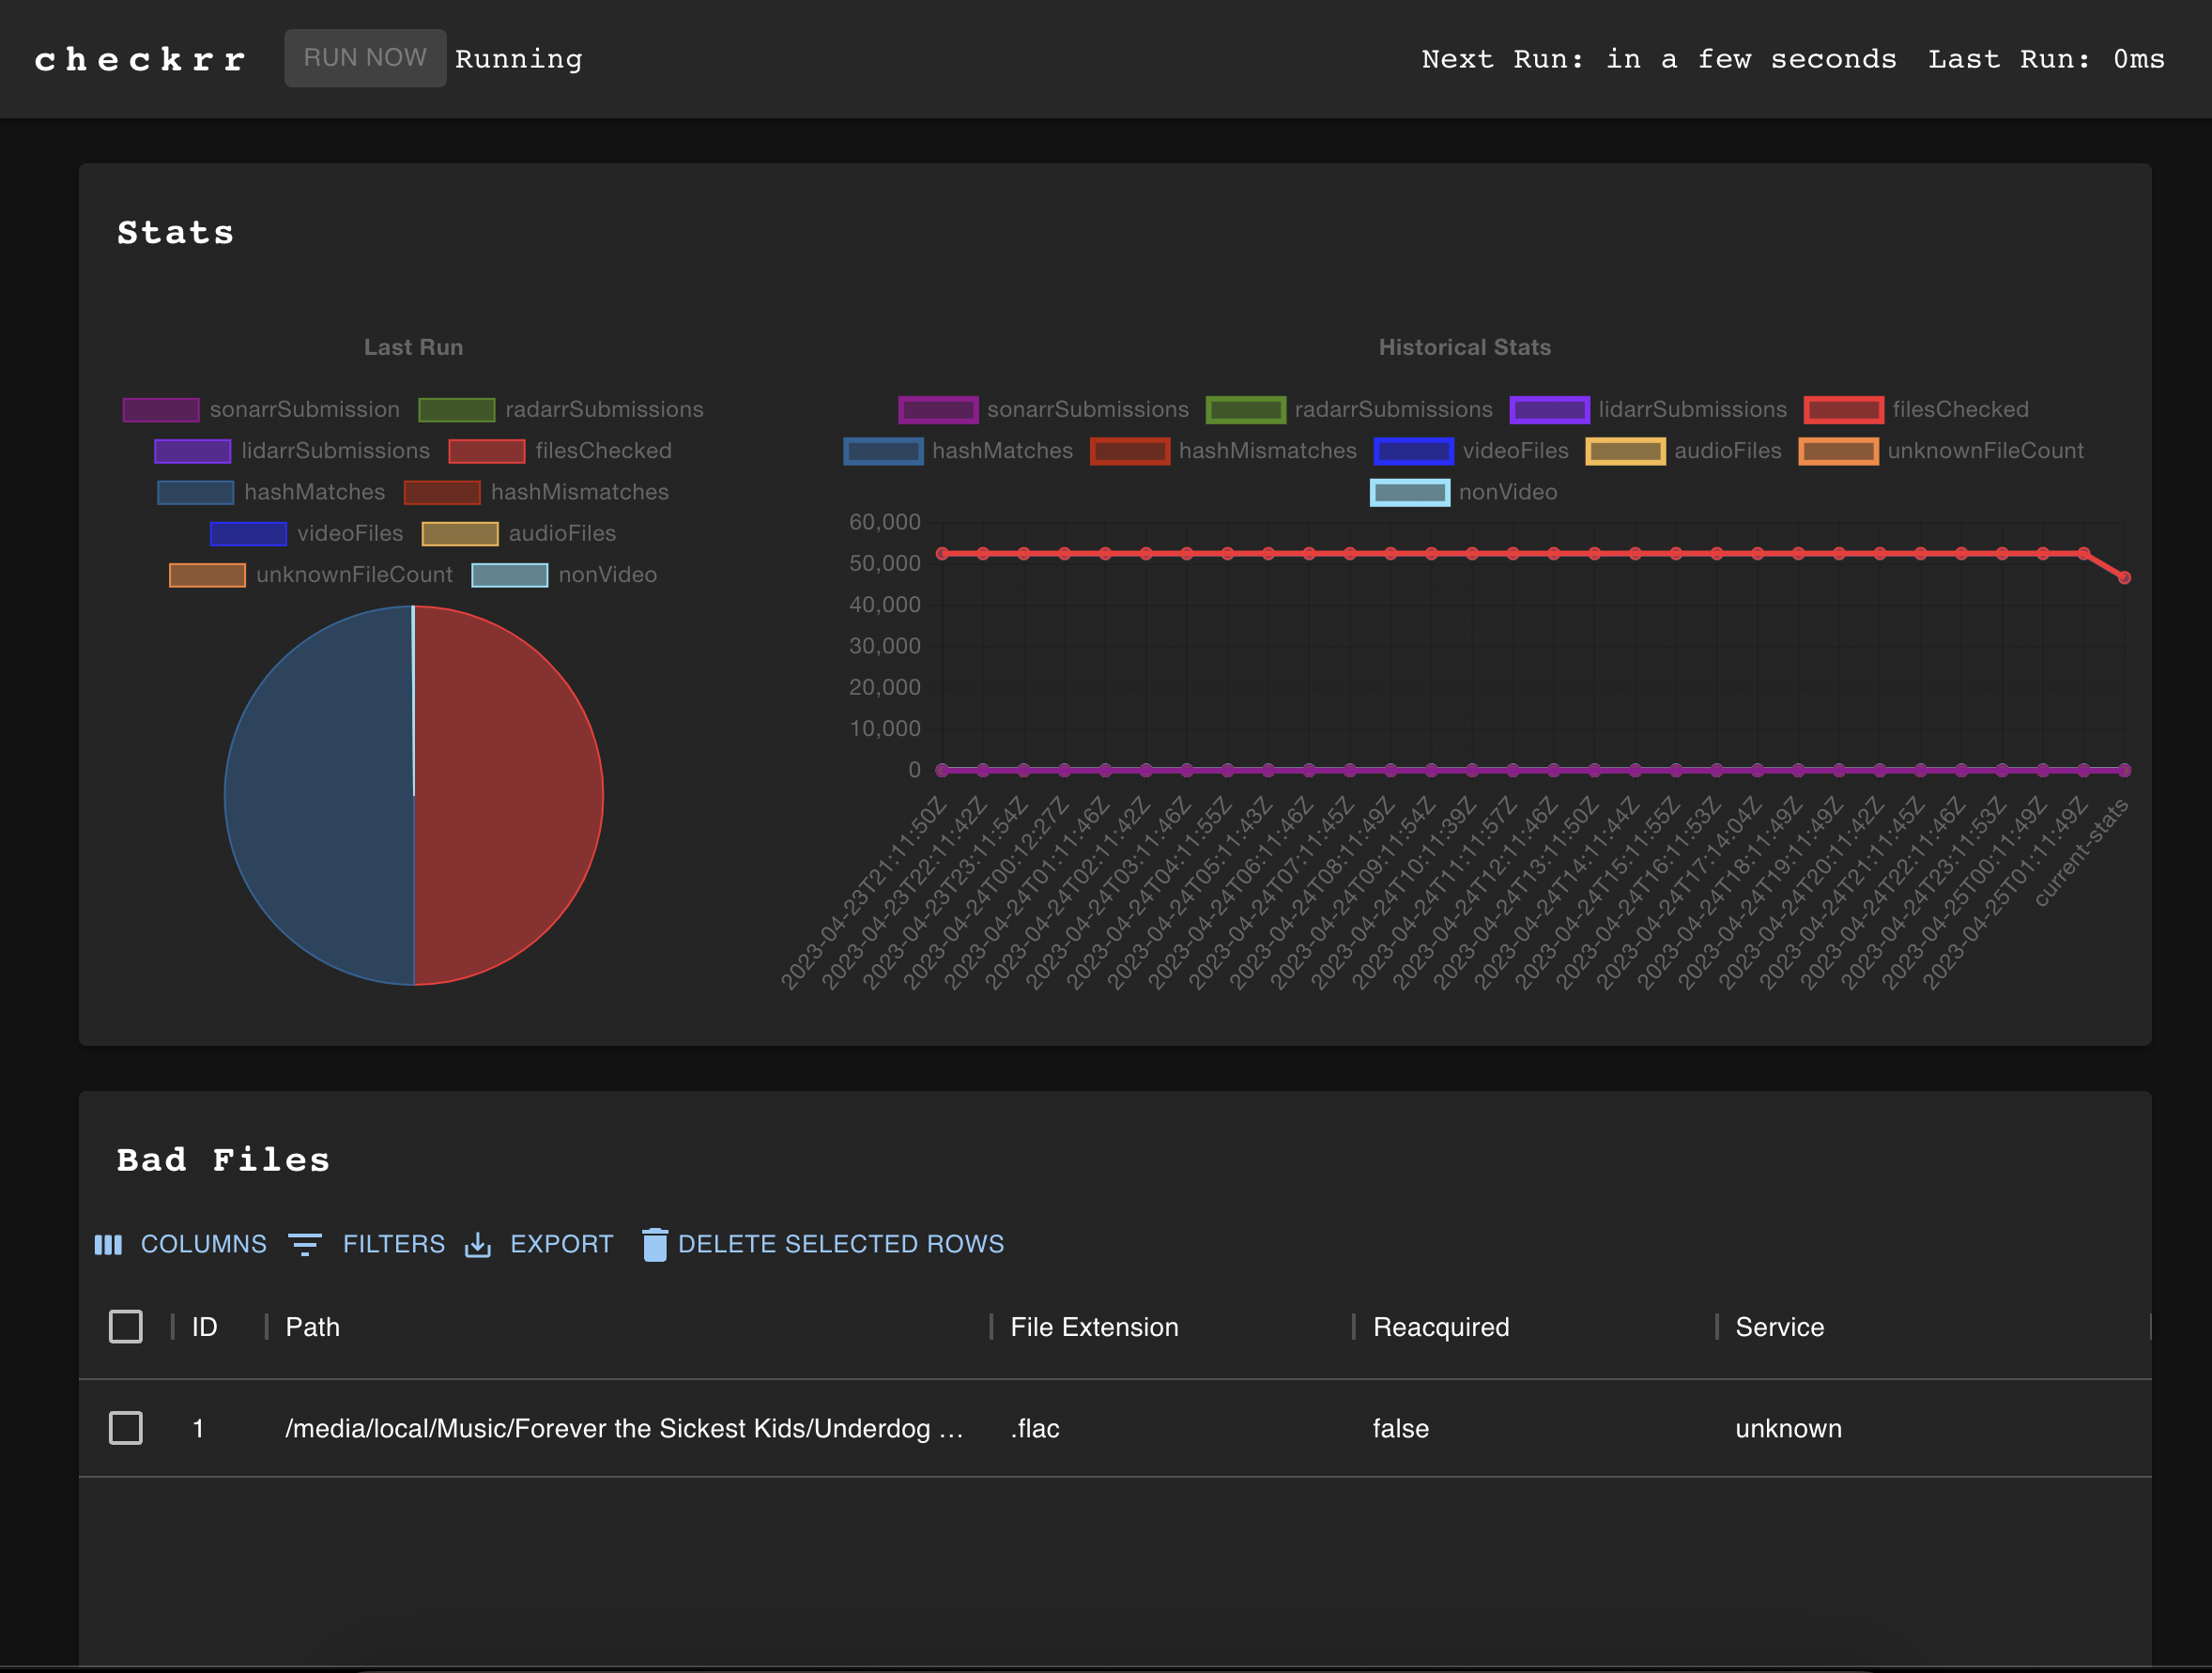 checkrr RUN NOW Running Next Run: in a few seconds Last Run: 0ms
Stats
Last Run
sonarrSubmission radarrSubmissions
lidarrSubmissions filesChecked
hashMatches hashMismatches
videoFiles audioFiles
unknownFileCount nonVideo
Historical Stats
sonarrSubmissions radarrSubmissions lidarrSubmissions filesChecked
hashMatches hashMismatches videoFiles audioFiles unknownFileCount
nonVideo
60,000
50,000
40,000
30,000
20,000
10,000
0
2023-04-23T21:11:50Z
2023-04-23T22:11:42Z
2023-04-23T23:11:54Z
2023-04-24T00:12:27Z
2023-04-24T01:11:46Z
2023-04-24T02:11:42Z
2023-04-24T03:11:46Z
2023-04-24T04:11:55Z
2023-04-24T05:11:43Z
2023-04-24T06:11:46Z
2023-04-24T07:11:45Z
2023-04-24T08:11:49Z
2023-04-24T09:11:54Z
2023-04-24T10:11:39Z
2023-04-24T11:11:57Z
2023-04-24T12:11:46Z
2023-04-24T13:11:50Z
2023-04-24T14:11:44Z
2023-04-24T15:11:55Z
2023-04-24T16:11:53Z
2023-04-24T17:14:04Z
2023-04-24T18:11:49Z
2023-04-24T19:11:49Z
2023-04-24T20:11:42Z
2023-04-24T21:11:45Z
2023-04-24T22:11:46Z
2023-04-24T23:11:53Z
2023-04-25T00:11:49Z
2023-04-25T01:11:49Z
current-stats
Bad Files
COLUMNS FILTERS EXPORT DELETE SELECTED ROWS
ID Path File Extension Reacquired Service
1 /media/local/Music/Forever the Sickest Kids/Underdog ... .flac false unknown